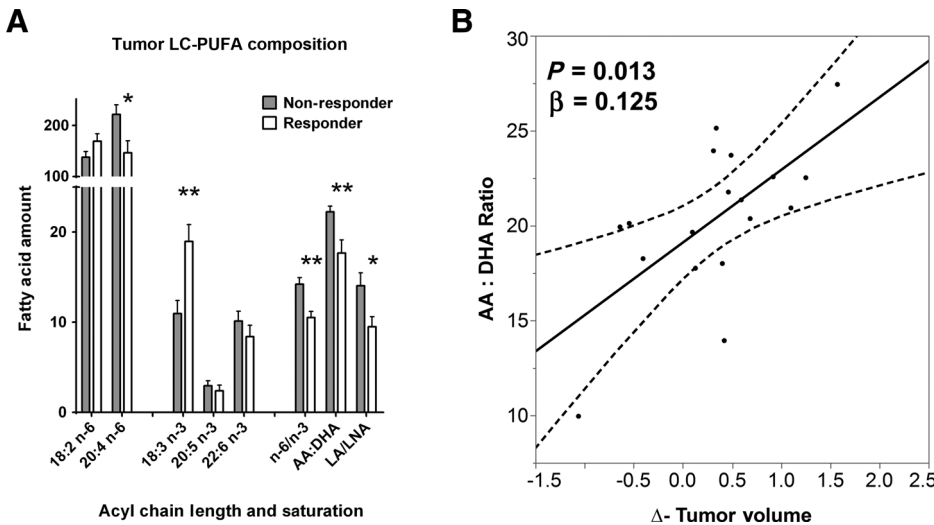 A
Tumor LC-PUFA composition
Non-responder
Responder
Fatty acid amount
200
100
20
10
0
*
**
**
**
*
18:2 n-6
20:4 n-6
18:3 n-3
20:5 n-3
22:6 n-3
n-6/n-3
AA:DHA
LA/LNA
Acyl chain length and saturation
B
P = 0.013
β = 0.125
AA : DHA Ratio
30
25
20
15
10
-1.5
-0.5
0.0
0.5
1.0
1.5
2.0
2.5
Δ- Tumor volume